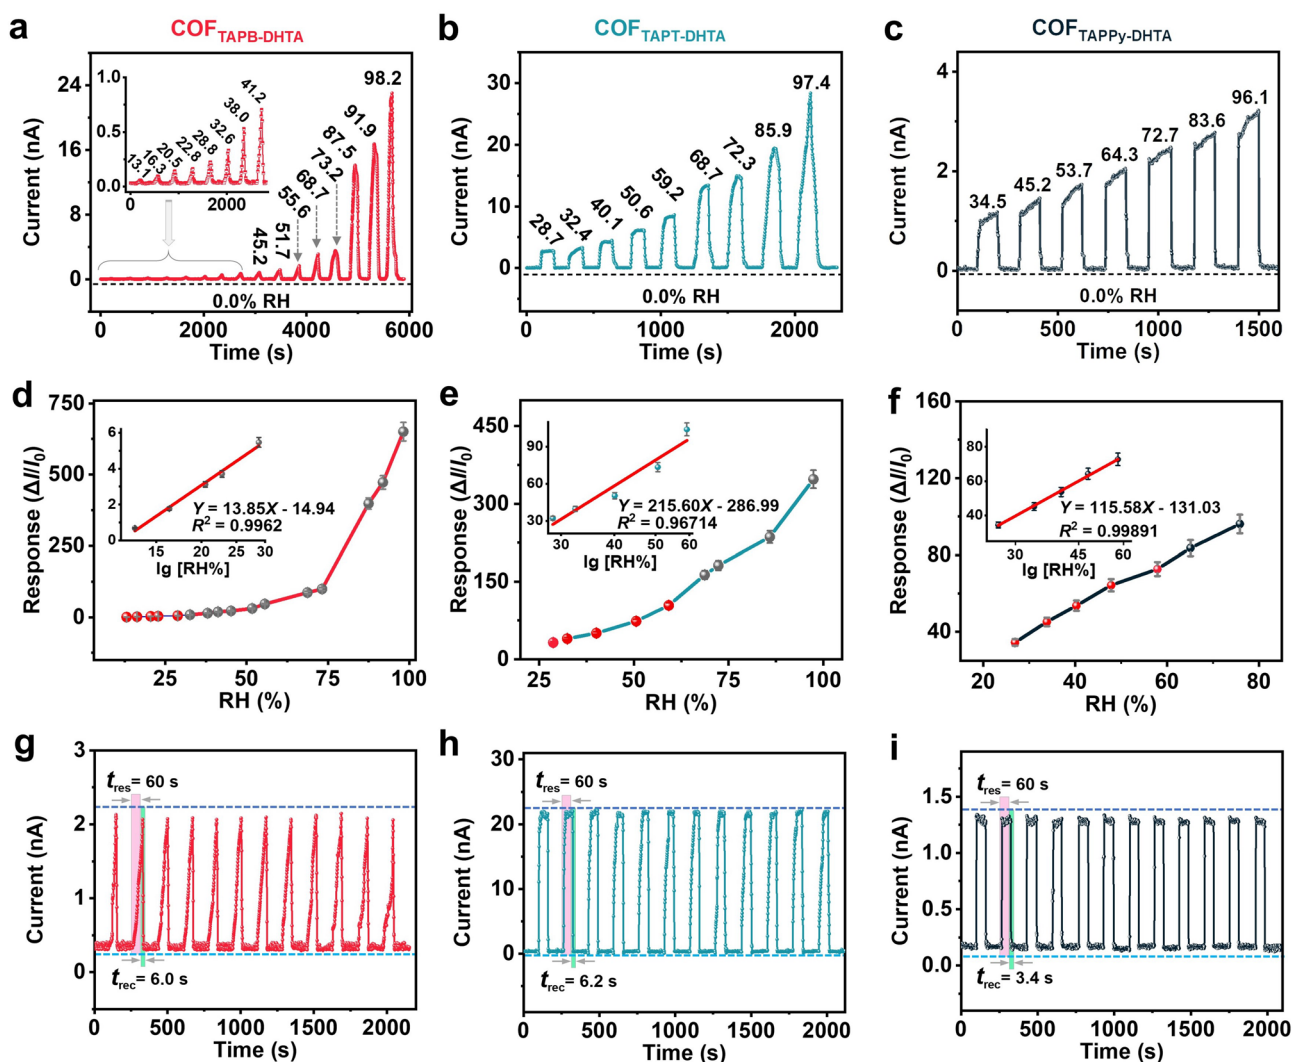 a
COF TAPB-DHTA
Current (nA)
24
16
8
0
1.0
0.5
0.0
13.1
16.3
20.5
22.8
28.8
32.6
38.0
41.2
0
2000
45.2
51.7
55.6
68.7
73.2
87.5
91.9
98.2
0.0% RH
0
2000
4000
6000
Time (s)
b
COF TAPT-DHTA
Current (nA)
30
20
10
0
28.7
32.4
40.1
50.6
59.2
68.7
72.3
85.9
97.4
0.0% RH
0
1000
2000
Time (s)
c
COF TAPPy-DHTA
Current (nA)
4
2
0
34.5
45.2
53.7
64.3
72.7
83.6
96.1
0.0% RH
0
500
1000
1500
Time (s)
d
Response (ΔI/I0)
750
500
250
0
6
4
2
0
Y = 13.85X - 14.94
R² = 0.9962
15
20
25
30
lg [RH%]
25
50
75
100
RH (%)
e
Response (ΔI/I0)
450
300
150
0
90
60
30
Y = 215.60X - 286.99
R² = 0.96714
30
40
50
60
lg [RH%]
25
50
75
100
RH (%)
f
Response (ΔI/I0)
160
120
80
40
80
40
Y = 115.58X - 131.03
R² = 0.99891
30
45
60
lg [RH%]
20
40
60
80
RH (%)
g
Current (nA)
3
2
1
0
tres= 60 s
trec= 6.0 s
0
500
1000
1500
2000
Time (s)
h
Current (nA)
30
20
10
0
tres= 60 s
trec= 6.2 s
0
500
1000
1500
2000
Time (s)
i
Current (nA)
1.5
1.0
0.5
0.0
tres= 60 s
trec= 3.4 s
0
500
1000
1500
2000
Time (s)